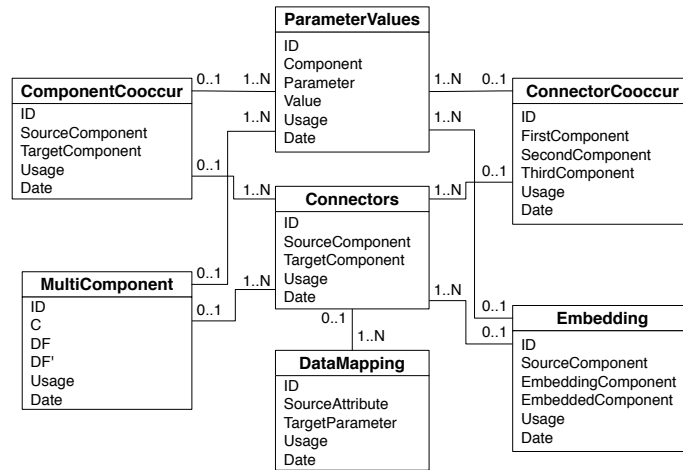 ParameterValues
ID
Component
Parameter
Value
Usage
Date
0..1
1..N
1..N
0..1
ComponentCooccur
ID
SourceComponent
TargetComponent
Usage
Date
ConnectorCooccur
ID
FirstComponent
SecondComponent
ThirdComponent
Usage
Date
1..N
1..N
0..1
1..N
1..N
0..1
Connectors
ID
SourceComponent
TargetComponent
Usage
Date
MultiComponent
ID
C
DF
DF'
Usage
Date
0..1
0..1
1..N
1..N
0..1
0..1
Embedding
ID
SourceComponent
EmbeddingComponent
EmbeddedComponent
Usage
Date
0..1
1..N
DataMapping
ID
SourceAttribute
TargetParameter
Usage
Date